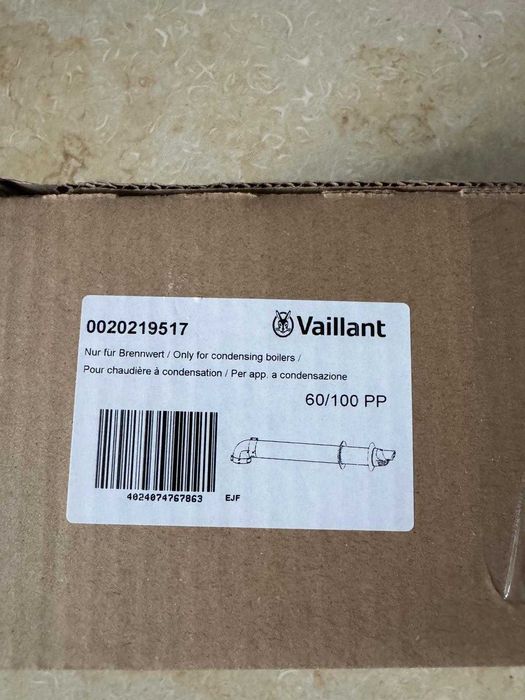 0020219517
Vaillant
Nur für Brennwert / Only for condensing boilers /
Pour chaudière à condensation / Per app. a condensazione
60/100 PP
4024074767863
EJF